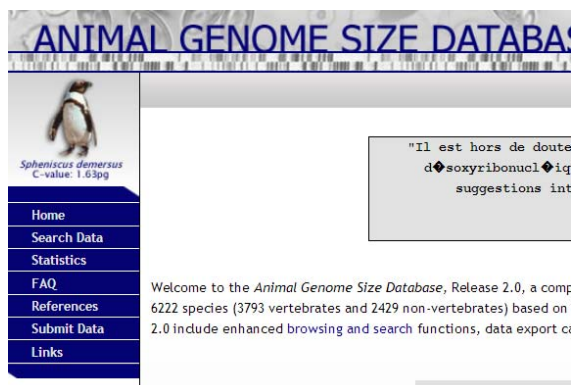 ANIMAL GENOME SIZE DATABAS
Spheniscus demersus
C-value: 1.63pg
Home
Search Data
Statistics
FAQ
References
Submit Data
Links
"Il est hors de doute
d�soxyribonucl�iq
suggestions int
Welcome to the Animal Genome Size Database, Release 2.0, a comp
6222 species (3793 vertebrates and 2429 non-vertebrates) based on
2.0 include enhanced browsing and search functions, data export ca